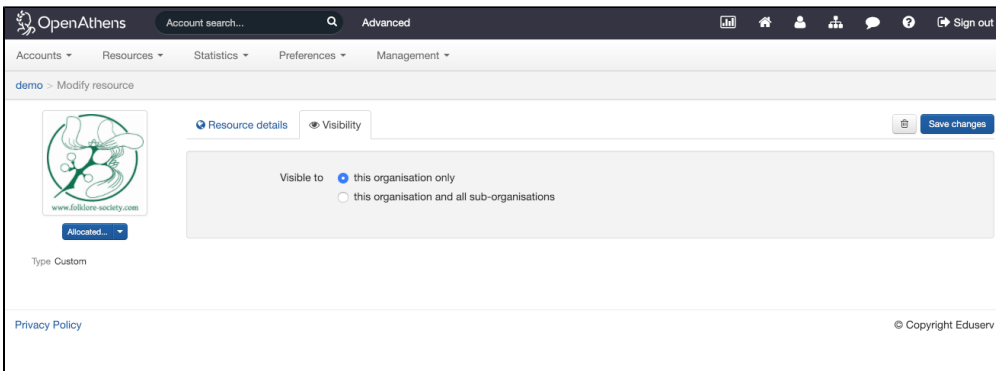 OpenAthens Account search... Advanced Sign out
Accounts Resources Statistics Preferences Management
demo > Modify resource
Resource details Visibility Save changes
Visible to this organisation only
this organisation and all sub-organisations
www.folklore-society.com
Allocated...
Type Custom
Privacy Policy © Copyright Eduserv